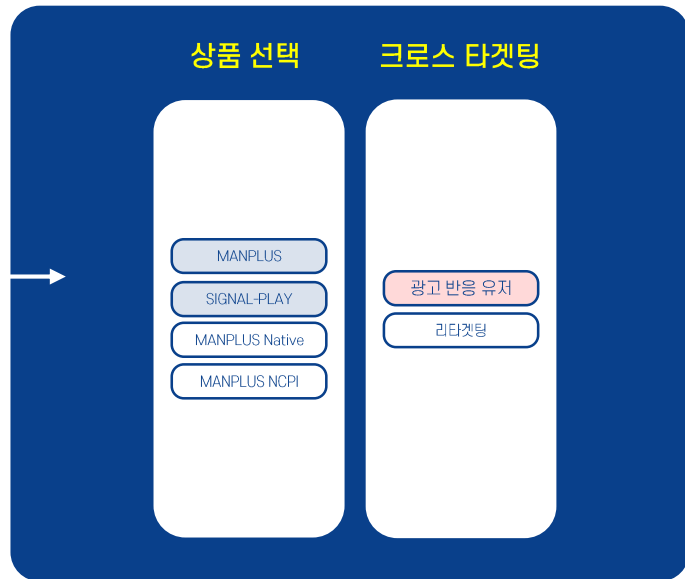 상품 선택
크로스 타겟팅
MANPLUS
SIGNAL-PLAY
MANPLUS Native
MANPLUS NCPI
광고 반응 유저
리타겟팅